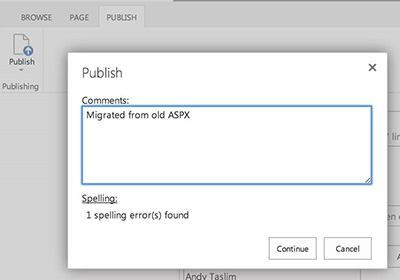 BROWSE PAGE PUBLISH
Publish
Publishing
Publish
Comments:
Migrated from old ASPX
Spelling:
1 spelling error(s) found
Continue Cancel
Andy Taslim